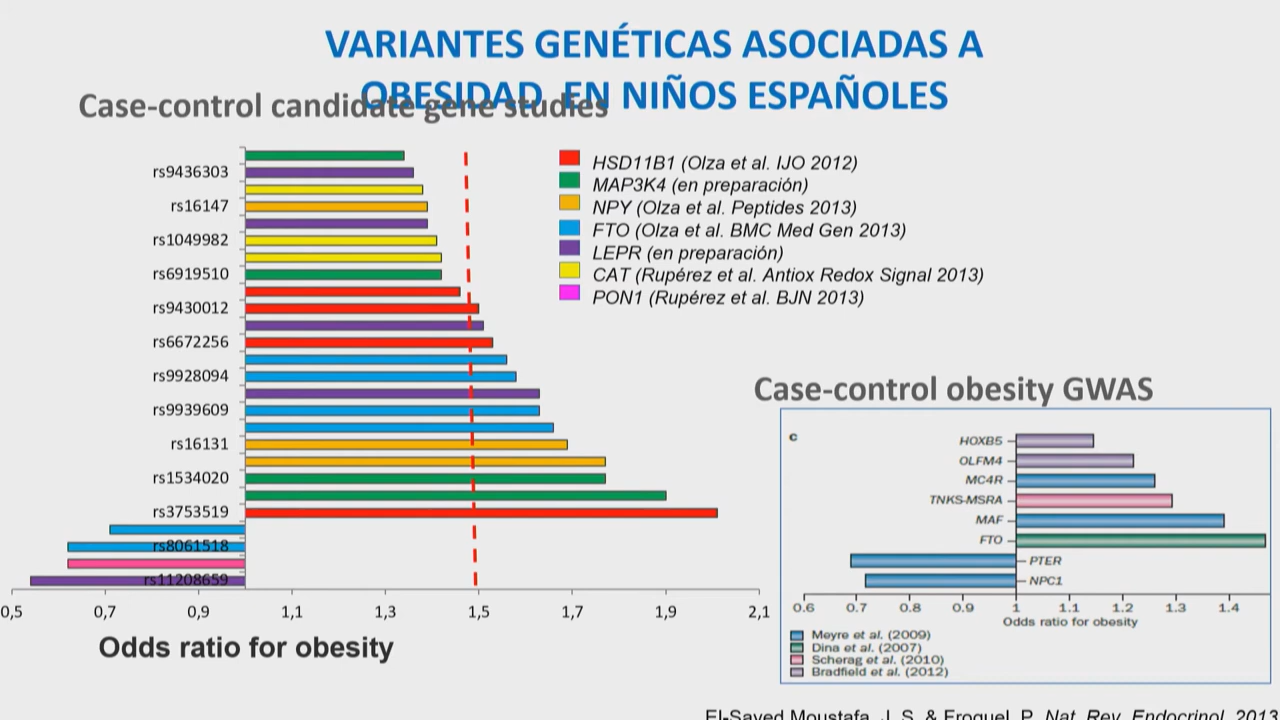 VARIANTES GENÉTICAS ASOCIADAS A
OBESIDAD EN NIÑOS ESPAÑOLES
Case-control candidate gene studies
rs9436303
rs16147
rs1049982
rs6919510
rs9430012
rs6672256
rs9928094
rs9939609
rs16131
rs1534020
rs3753519
rs8061518
rs11208659
0,5 0,7 0,9 1,1 1,3 1,5 1,7 1,9 2,1
Odds ratio for obesity
HSD11B1 (Olza et al. IJO 2012)
MAP3K4 (en preparación)
NPY (Olza et al. Peptides 2013)
FTO (Olza et al. BMC Med Gen 2013)
LEPR (en preparación)
CAT (Rupérez et al. Antiox Redox Signal 2013)
PON1 (Rupérez et al. BJN 2013)
Case-control obesity GWAS
c
HOXB5
OLFM4
MC4R
TNKS-MSRA
MAF
FTO
PTER
NPC1
0.6 0.7 0.8 0.9 1 1.1 1.2 1.3 1.4
Odds ratio for obesity
Meyre et al. (2009)
Dina et al. (2007)
Scherag et al. (2010)
Bradfield et al. (2012)
El-Sayed Moustafa, J. S. & Froguel, P. Nat. Rev. Endocrinol. 2013